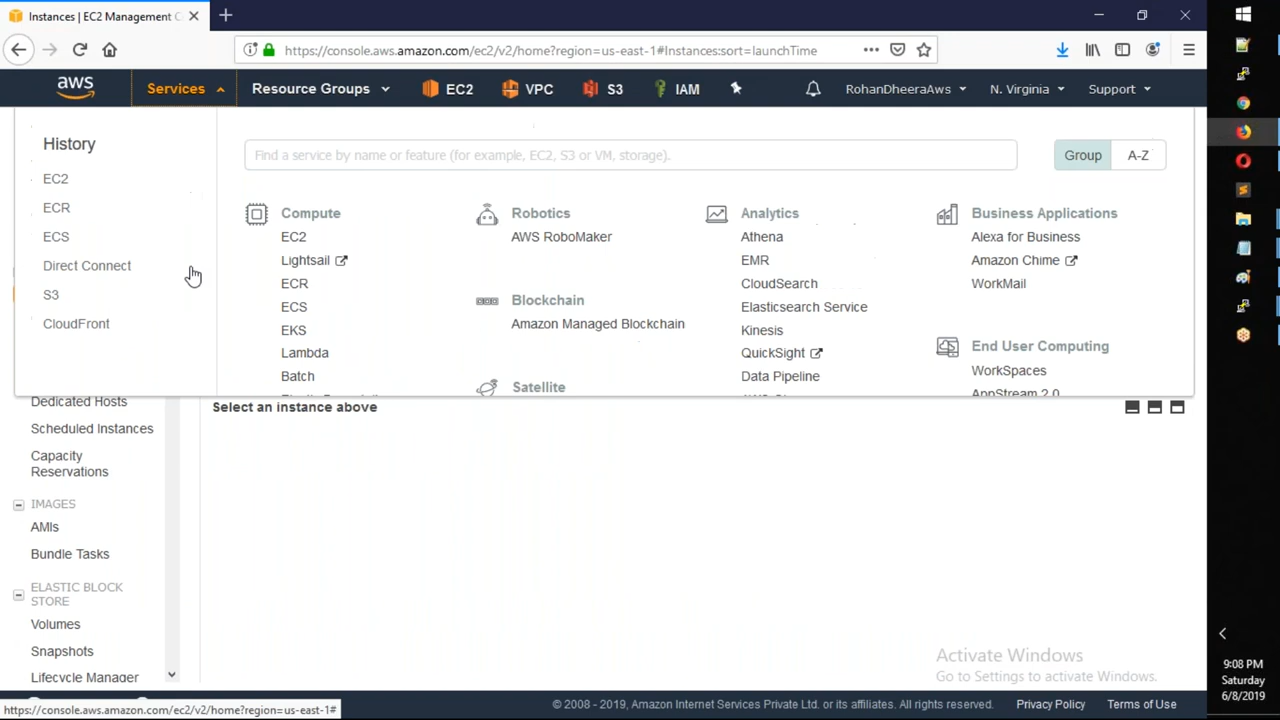 Instances | EC2 Management C
https://console.aws.amazon.com/ec2/v2/home?region=us-east-1#Instances:sort=launchTime
aws
Services
Resource Groups
EC2
VPC
S3
IAM
RohanDheeraAws
N. Virginia
Support
History
EC2
ECR
ECS
Direct Connect
S3
CloudFront
Find a service by name or feature (for example, EC2, S3 or VM, storage).
Group
A-Z
Compute
EC2
Lightsail
ECR
ECS
EKS
Lambda
Batch
Robotics
AWS RoboMaker
Blockchain
Amazon Managed Blockchain
Satellite
Analytics
Athena
EMR
CloudSearch
Elasticsearch Service
Kinesis
QuickSight
Data Pipeline
Business Applications
Alexa for Business
Amazon Chime
WorkMail
End User Computing
WorkSpaces
AppStream 2.0
Dedicated Hosts
Scheduled Instances
Capacity
Reservations
IMAGES
AMIs
Bundle Tasks
ELASTIC BLOCK
STORE
Volumes
Snapshots
Lifecycle Manager
Select an instance above
Activate Windows
Go to Settings to activate Windows.
https://console.aws.amazon.com/ec2/v2/home?region=us-east-1#
© 2008 - 2019, Amazon Internet Services Private Ltd. or its affiliates. All rights reserved.
Privacy Policy
Terms of Use
9:08 PM
Saturday
6/8/2019